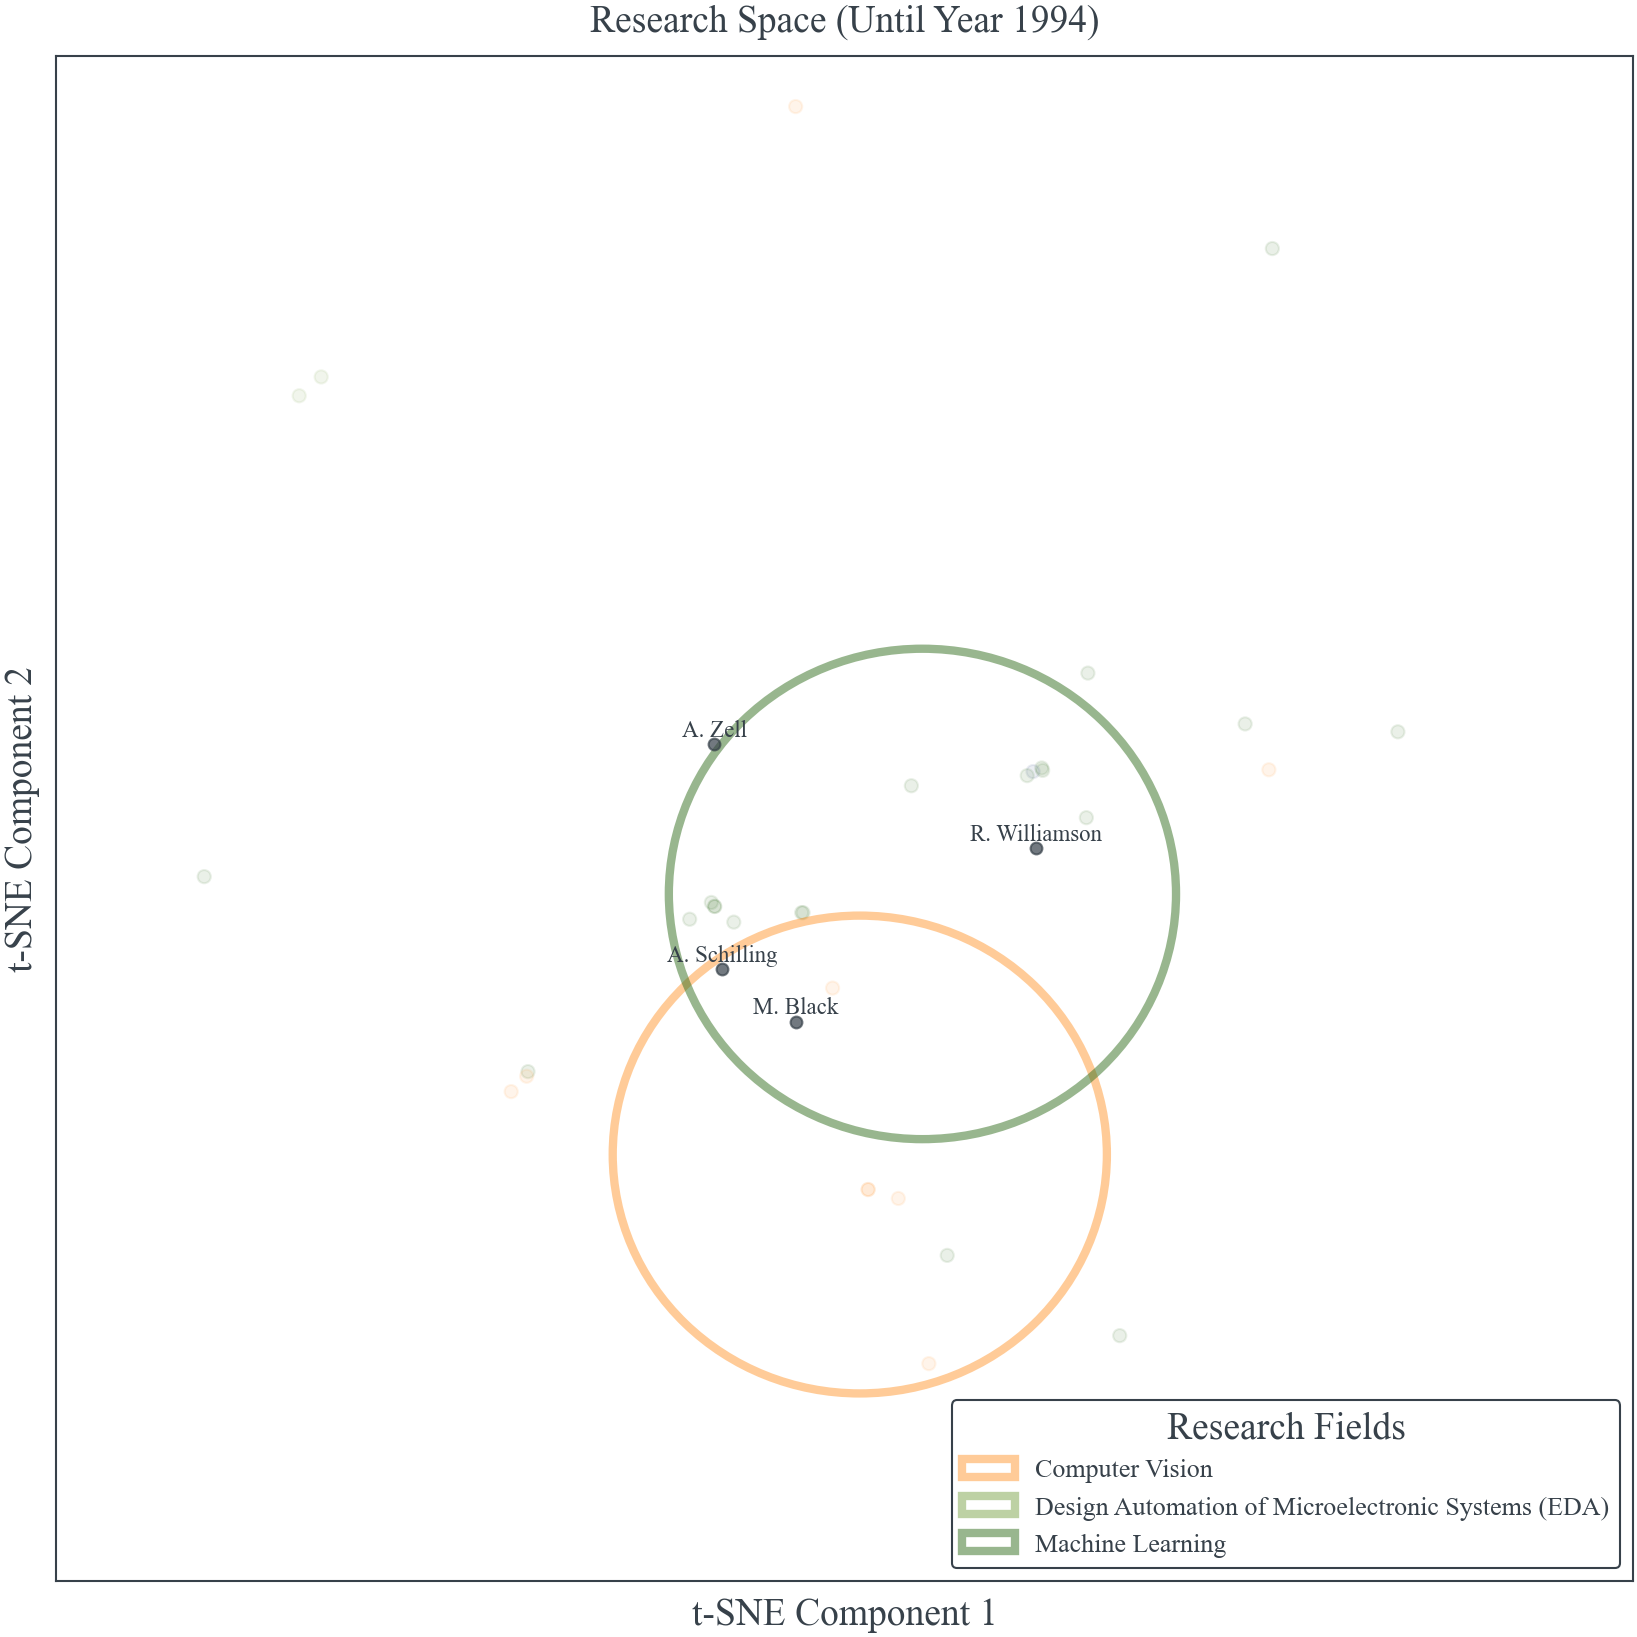 Research Space (Until Year 1994)
t-SNE Component 2
A. Zell
R. Williamson
A. Schilling
M. Black
Research Fields
Computer Vision
Design Automation of Microelectronic Systems (EDA)
Machine Learning
t-SNE Component 1